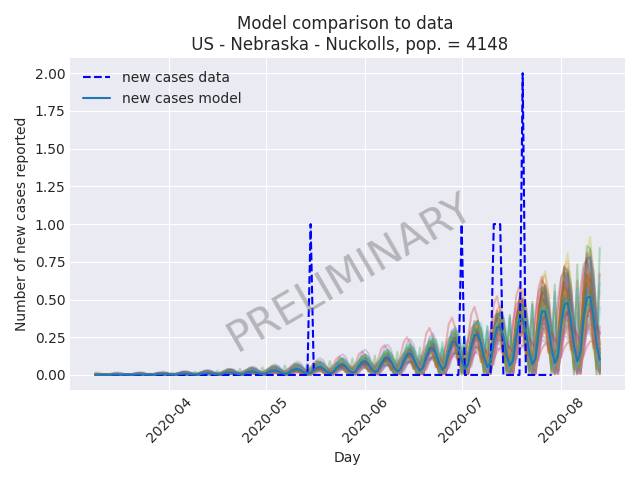 Model comparison to data
US - Nebraska - Nuckolls, pop. = 4148
new cases data
new cases model
Number of new cases reported
2.00
1.75
1.50
1.25
1.00
0.75
0.50
0.25
0.00
PRELIMINARY
2020-04
2020-05
2020-06
2020-07
2020-08
Day